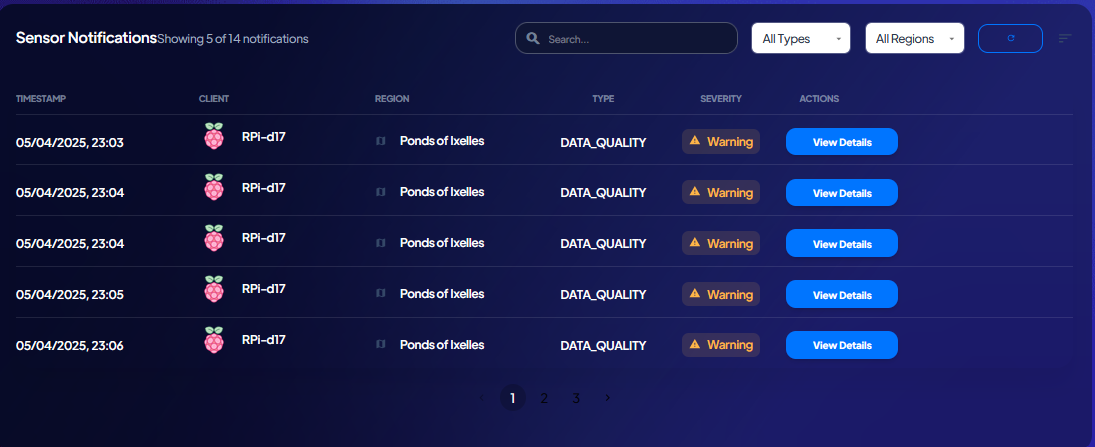 Sensor Notifications Showing 5 of 14 notifications Search... All Types All Regions
TIMESTAMP CLIENT REGION TYPE SEVERITY ACTIONS
05/04/2025, 23:03 RPi-d17 Ponds of Ixelles DATA_QUALITY Warning View Details
05/04/2025, 23:04 RPi-d17 Ponds of Ixelles DATA_QUALITY Warning View Details
05/04/2025, 23:04 RPi-d17 Ponds of Ixelles DATA_QUALITY Warning View Details
05/04/2025, 23:05 RPi-d17 Ponds of Ixelles DATA_QUALITY Warning View Details
05/04/2025, 23:06 RPi-d17 Ponds of Ixelles DATA_QUALITY Warning View Details
‹ 1 2 3 ›